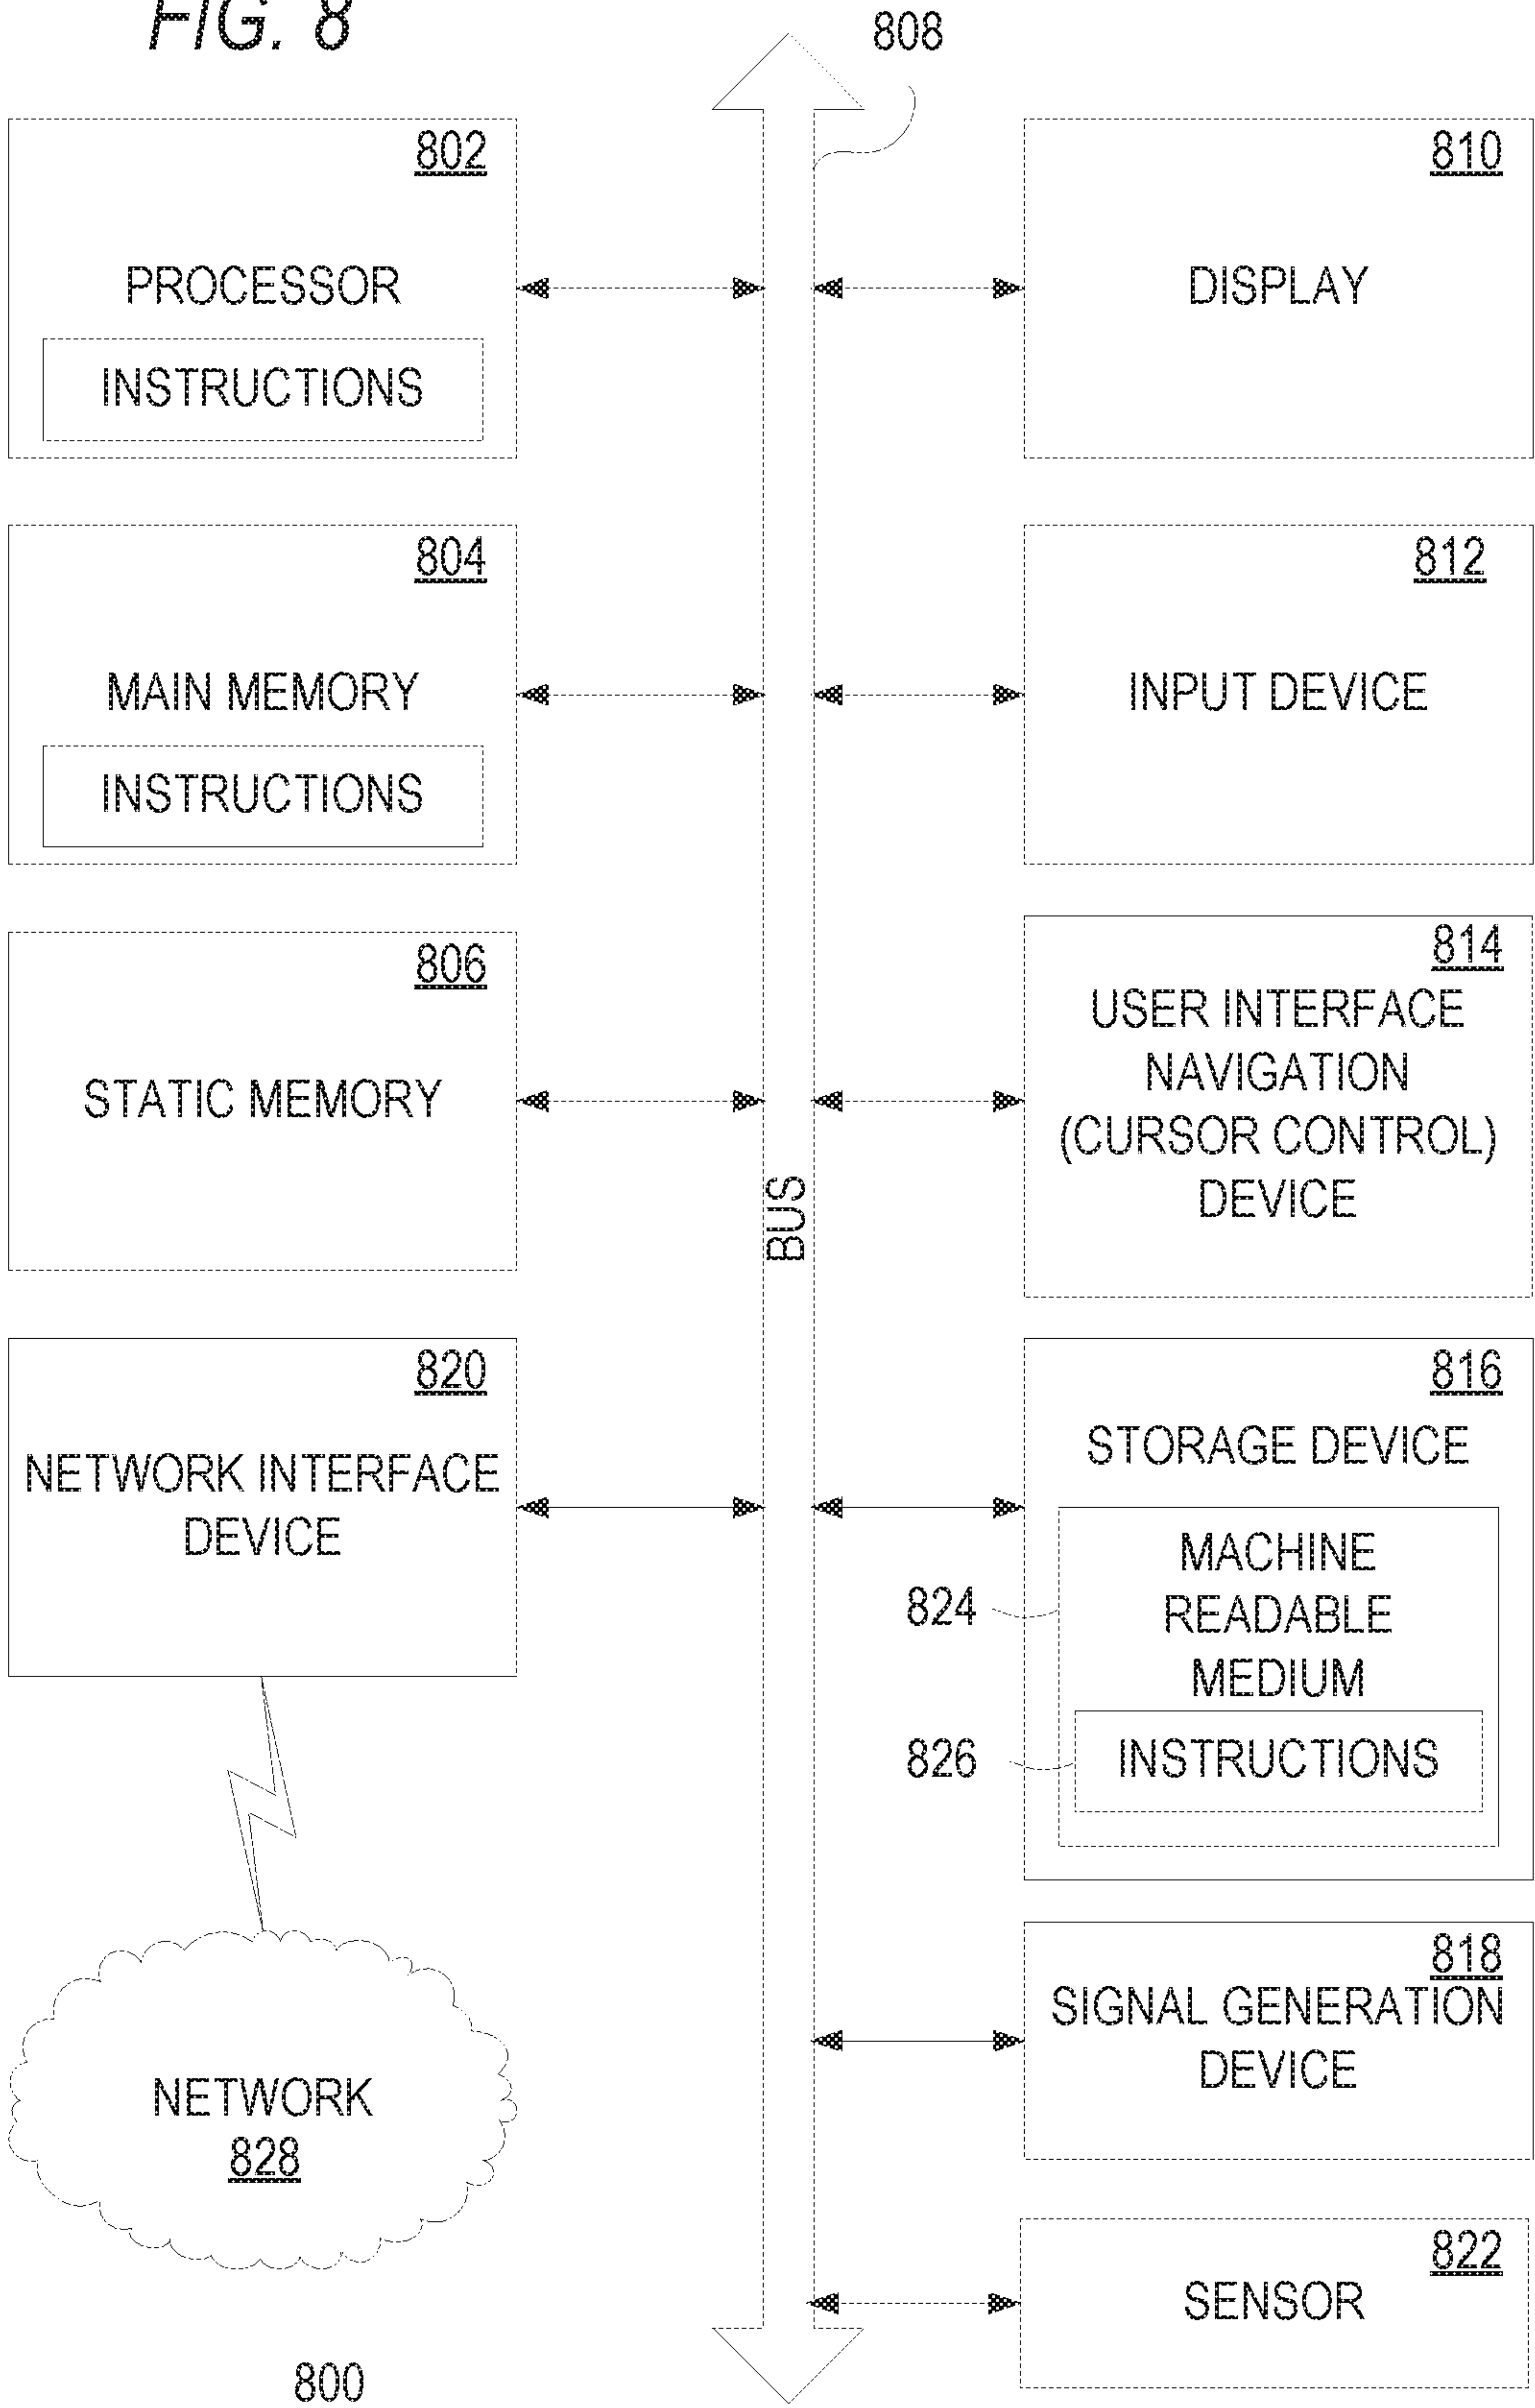 FIG. 8
808
802
PROCESSOR
INSTRUCTIONS
810
DISPLAY
804
MAIN MEMORY
INSTRUCTIONS
812
INPUT DEVICE
806
STATIC MEMORY
814
USER INTERFACE
NAVIGATION
(CURSOR CONTROL)
DEVICE
BUS
820
NETWORK INTERFACE
DEVICE
816
STORAGE DEVICE
824
MACHINE
READABLE
MEDIUM
826
INSTRUCTIONS
818
SIGNAL GENERATION
DEVICE
NETWORK
828
822
SENSOR
800